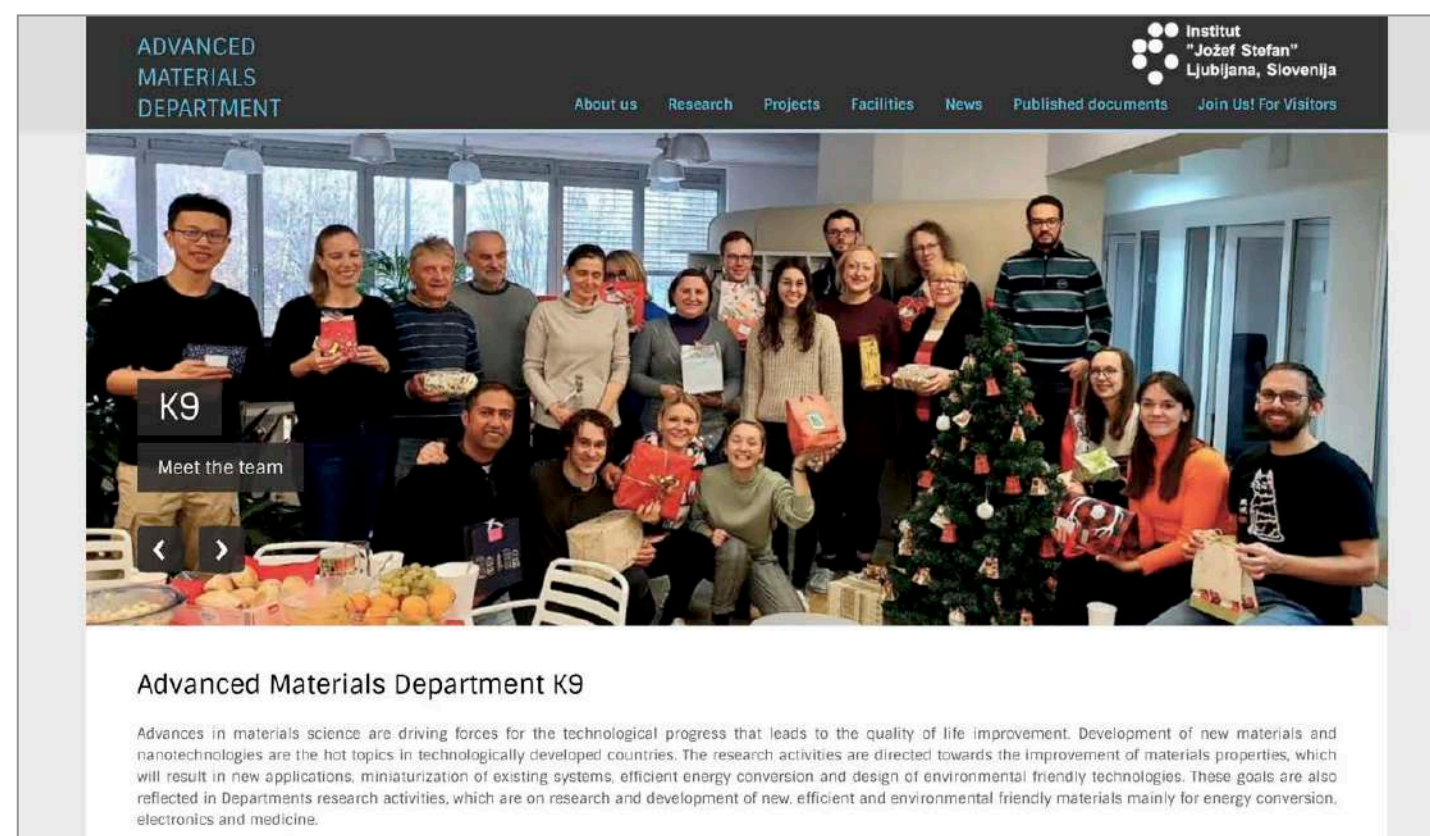 ADVANCED
MATERIALS
DEPARTMENT
Institut
"Jožef Stefan"
Ljubljana, Slovenija
About us Research Projects Facilities News Published documents Join Us! For Visitors
K9
Meet the team
Advanced Materials Department K9
Advances in materials science are driving forces for the technological progress that leads to the quality of life improvement. Development of new materials and
nanotechnologies are the hot topics in technologically developed countries. The research activities are directed towards the improvement of materials properties, which
will result in new applications, miniaturization of existing systems, efficient energy conversion and design of environmental friendly technologies. These goals are also
reflected in Departments research activities, which are on research and development of new, efficient and environmental friendly materials mainly for energy conversion,
electronics and medicine.